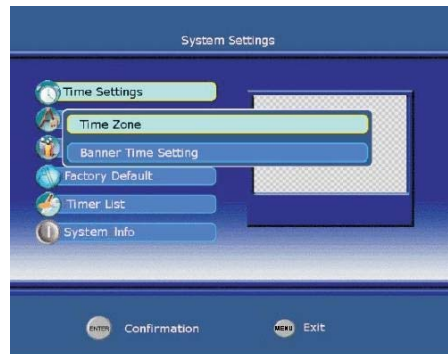 System Settings
Time Settings
Time Zone
Banner Time Setting
Factory Default
Timer List
System Info
ENTER Confirmation MENU Exit